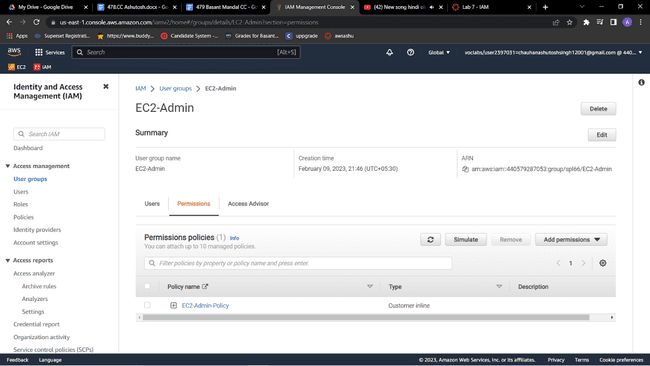 My Drive - Google Drive
478.CC Ashutosh.docx - Goo
479 Basant Mandal CC - Goo
IAM Management Console
(42) New song hindi si
Lab 7 - IAM
us-east-1.console.aws.amazon.com/iamv2/home#/groups/details/EC2-Admin?section=permissions
Superset Registratio...
https://www.buddy...
Candidate System -...
Grades for Basant...
upgrade
awsashu
aws
Services
Search
[Alt+S]
Global
voclabs/user2397031=chauhanashutoshsingh12001@gmail.com @ 440...
EC2
IAM
Identity and Access
Management (IAM)
Search IAM
Dashboard
Access management
User groups
Users
Roles
Policies
Identity providers
Account settings
Access reports
Access analyzer
Archive rules
Analyzers
Settings
Credential report
Organization activity
Service control policies (SCPs)
IAM > User groups > EC2-Admin
EC2-Admin
Delete
Summary
Edit
User group name
EC2-Admin
Creation time
February 09, 2023, 21:46 (UTC+05:30)
ARN
arn:aws:iam::440579287053:group/spl66/EC2-Admin
Users
Permissions
Access Advisor
Permissions policies (1) Info
You can attach up to 10 managed policies.
Simulate
Remove
Add permissions
Filter policies by property or policy name and press enter.
1
Policy name
Type
Description
EC2-Admin-Policy
Customer inline
Feedback
Language
© 2023, Amazon Web Services, Inc. or its affiliates.
Privacy
Terms
Cookie preferences